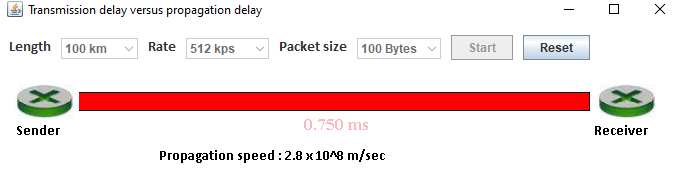 Transmission delay versus propagation delay
Length 100 km Rate 512 kps Packet size 100 Bytes Start Reset
0.750 ms
Sender Receiver
Propagation speed : 2.8 x 10^8 m/sec